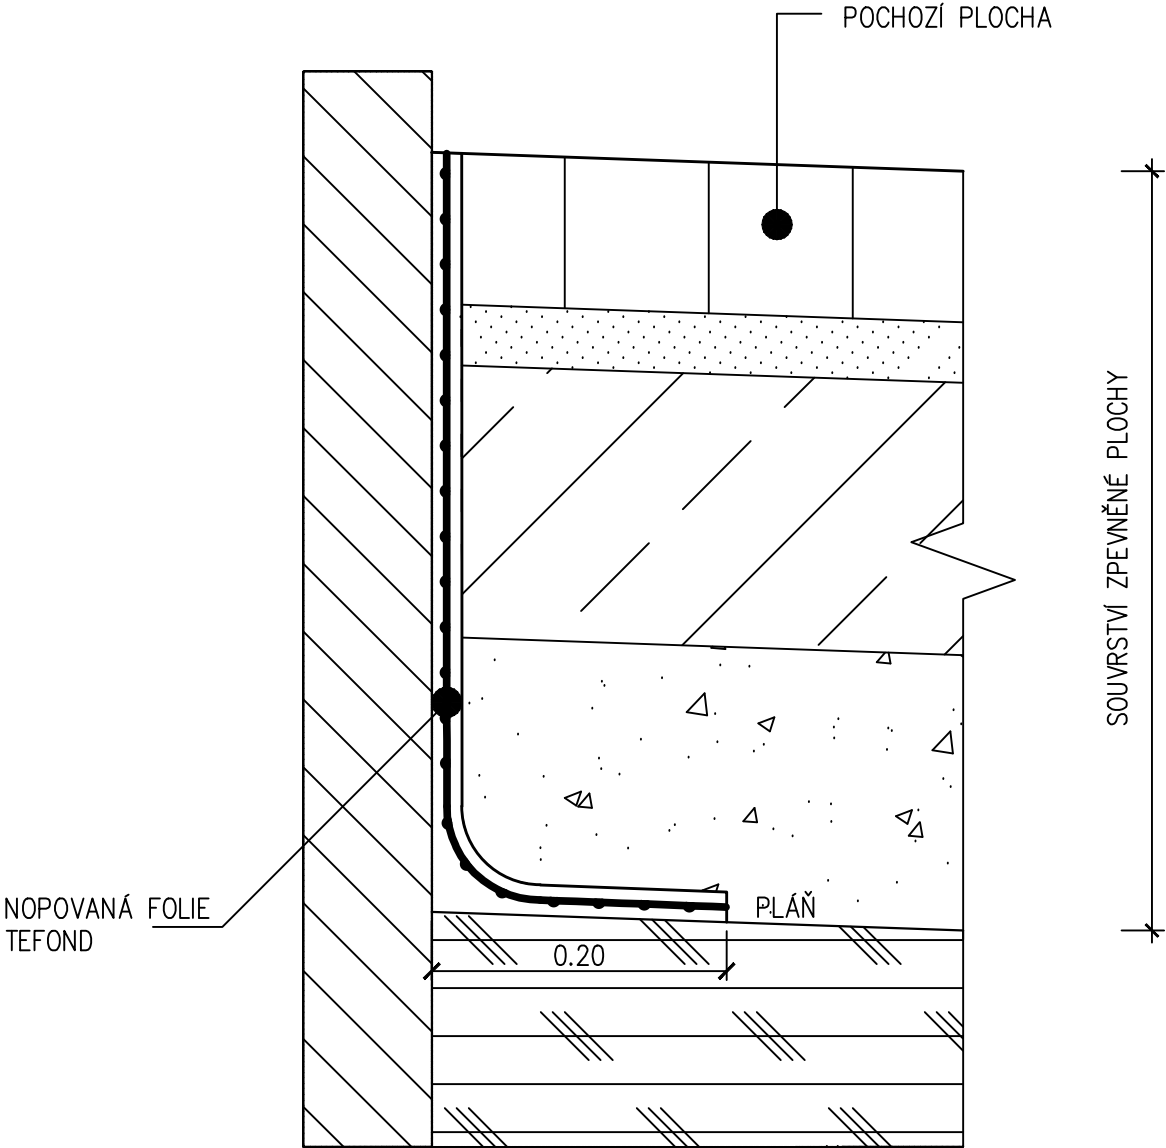 POCHOZÍ PLOCHA
SOUVRSTVÍ ZPEVNĚNÉ PLOCHY
NOPOVANÁ FOLIE
TEFOND
PLÁŇ
0.20